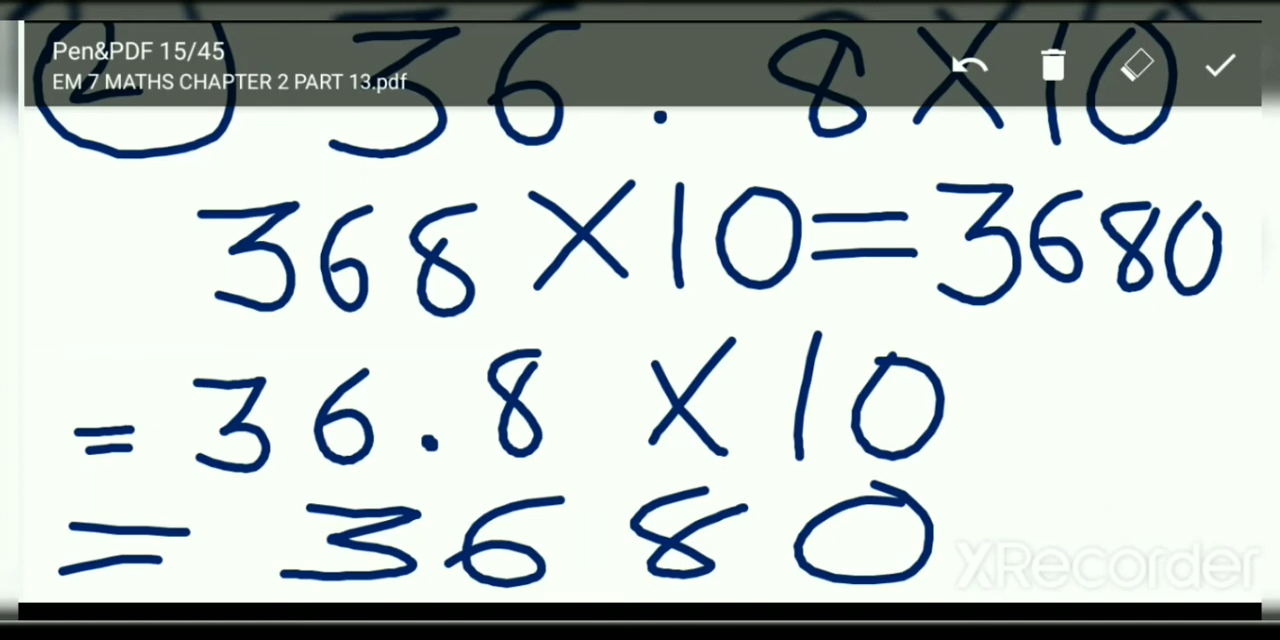 Pen&PDF 15/45
EM 7 MATHS CHAPTER 2 PART 13.pdf
② 36.8×10
368×10=3680
=36.8×10
=3680
XRecorder